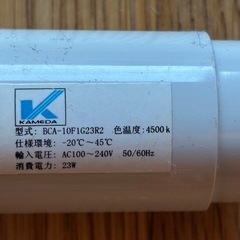 KAMEDA
型式: BCA-10F1G23R2 色温度:4500k
仕様環境: -20℃～45℃
輸入電圧: AC100～240V 50/60Hz
消費電力: 23W